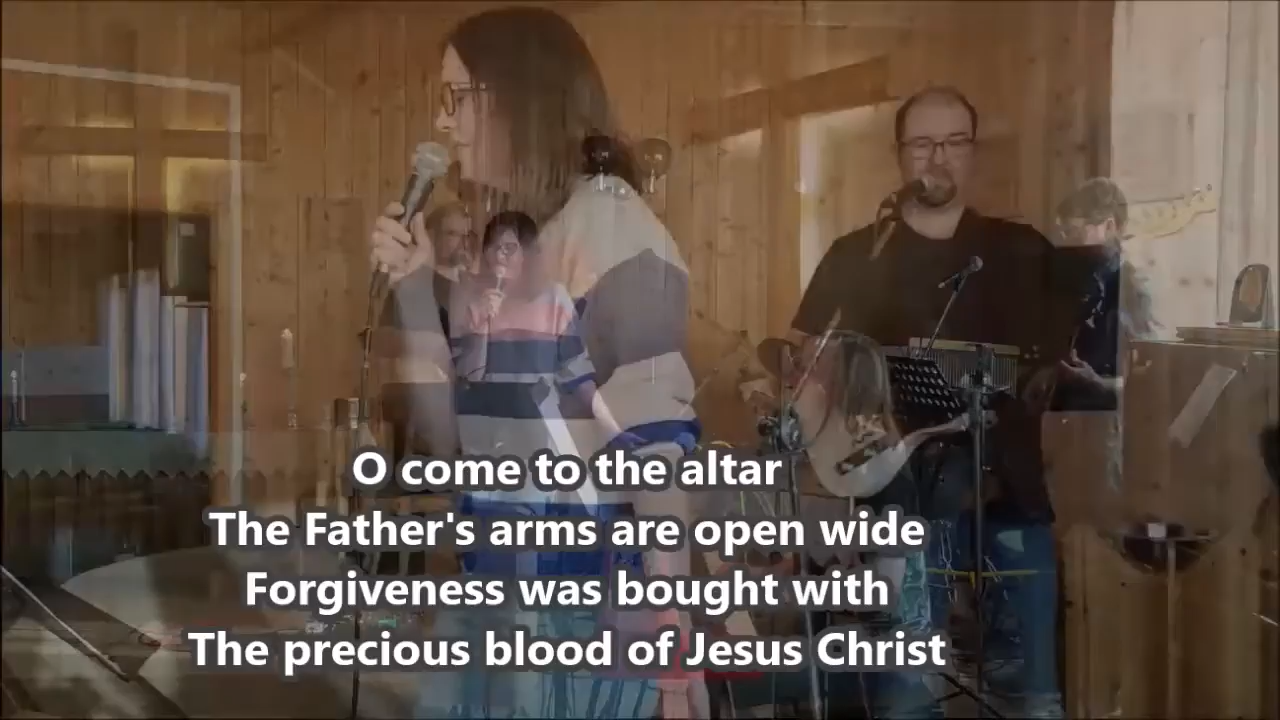 O come to the altar
The Father's arms are open wide
Forgiveness was bought with
The precious blood of Jesus Christ